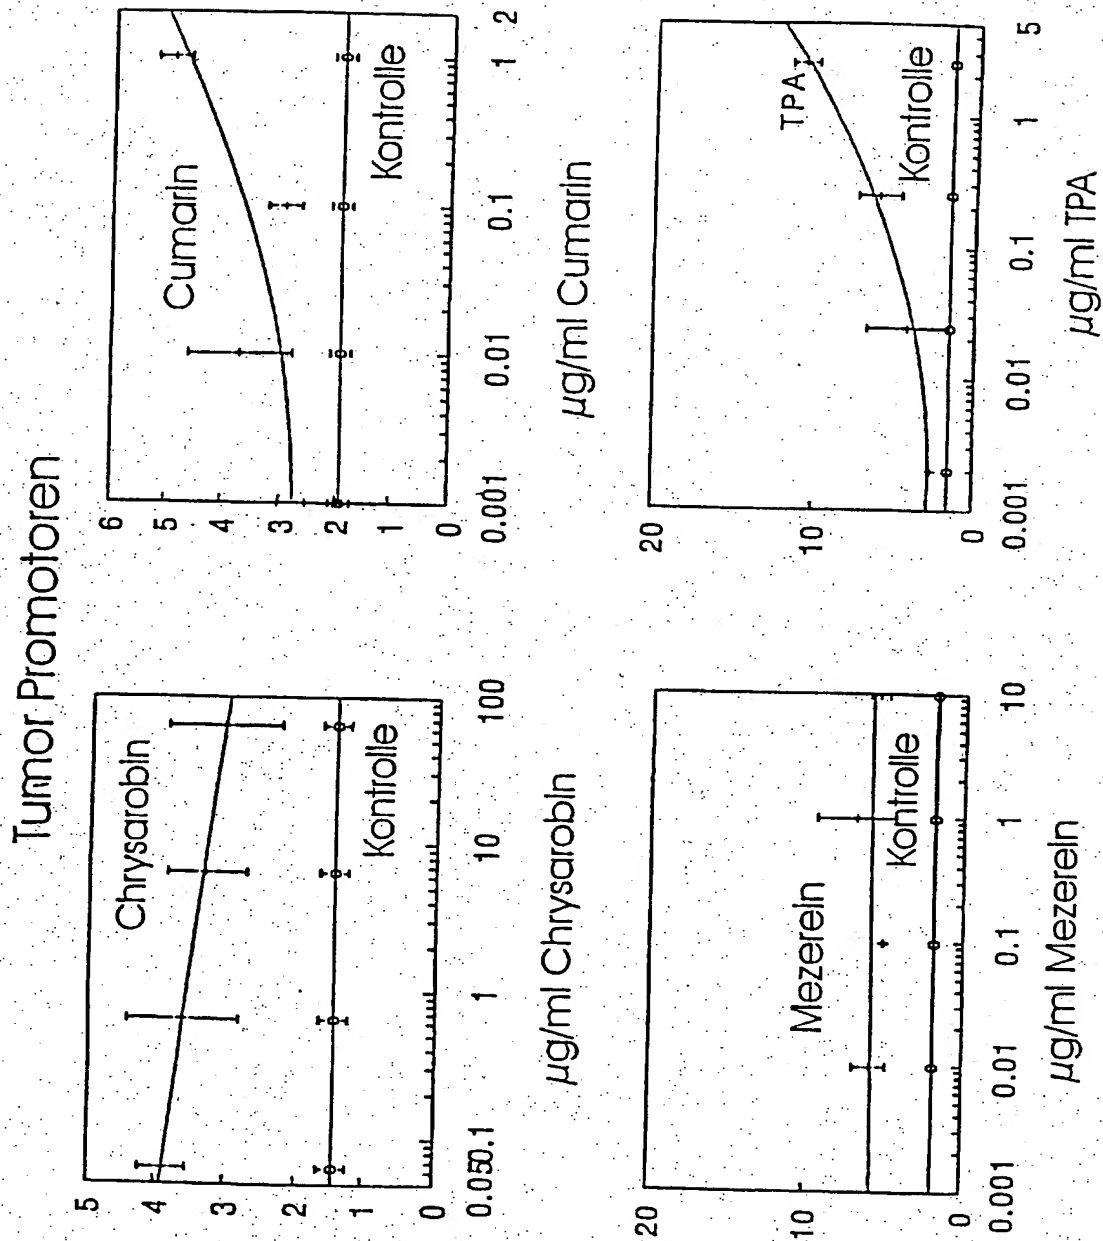 Tumor Promotoren
5
4
3
2
1
0
Chrysarobin
Kontrolle
0.050.1 1 10 100
µg/ml Chrysarobin
6
5
4
3
2
1
0
Cumarin
Kontrolle
0.001 0.01 0.1 1 2
µg/ml Cumarin
20
10
0
Mezerein
Kontrolle
0.001 0.01 0.1 1 10
µg/ml Mezerein
20
10
0
TPA
Kontrolle
0.001 0.01 0.1 1 5
µg/ml TPA